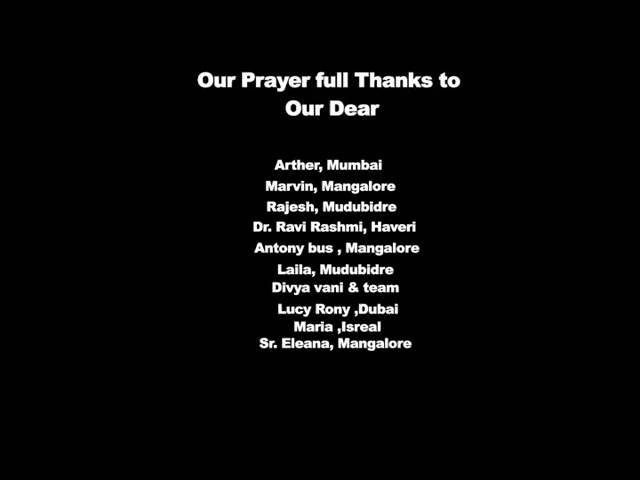 Our Prayer full Thanks to
Our Dear
Arther, Mumbai
Marvin, Mangalore
Rajesh, Mudubidre
Dr. Ravi Rashmi, Haveri
Antony bus , Mangalore
Laila, Mudubidre
Divya vani & team
Lucy Rony ,Dubai
Maria ,Isreal
Sr. Eleana, Mangalore